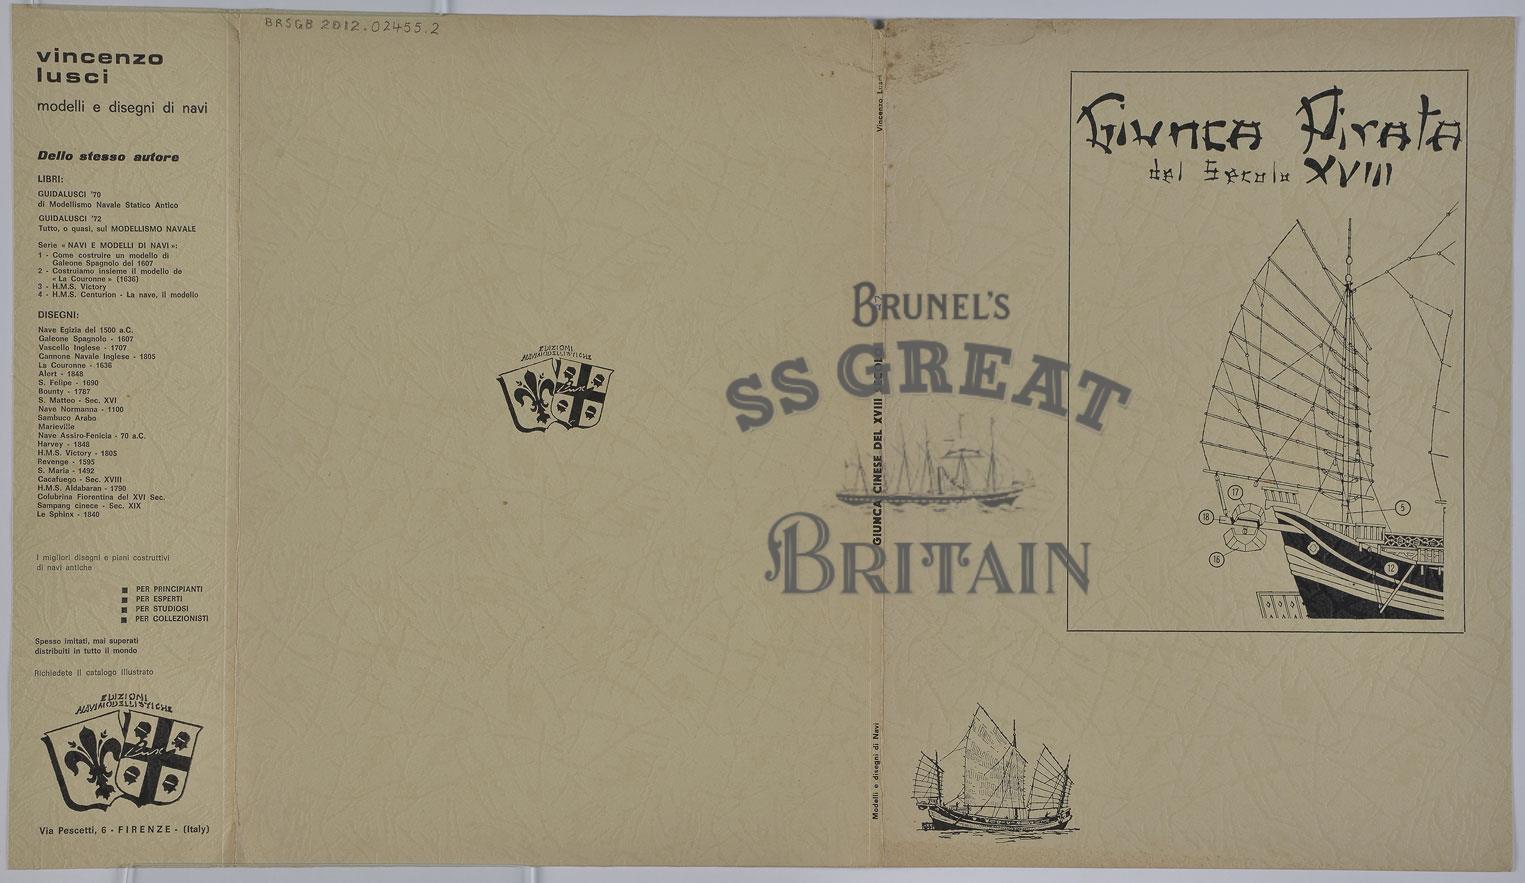 BRSGB 2012.02455.2
vincenzo
lusci
modelli e disegni di navi
Dello stesso autore
LIBRI:
GUIDALUSCI '70
di Modellismo Navale Statico Antico
GUIDALUSCI '72
Tutto, o quasi, sul MODELLISMO NAVALE
Serie « NAVI E MODELLI DI NAVI »:
1 - Come costruire un modello di
Galeone Spagnolo del 1607
2 - Costruiamo insieme il modello de
« La Couronne » (1636)
3 - H.M.S. Victory
4 - H.M.S. Centurion - La nave, il modello
DISEGNI:
Nave Egizia del 1500 a.C.
Galeone Spagnolo - 1607
Vascello Inglese - 1707
Cannone Navale Inglese - 1805
La Couronne - 1636
Alert - 1848
S. Felipe - 1690
Bounty - 1787
S. Matteo - Sec. XVI
Nave Normanna - 1100
Sambuco Arabo
Marieville
Nave Assiro-Fenicia - 70 a.C.
Harvey - 1848
H.M.S. Victory - 1805
Revenge - 1595
S. Maria - 1492
Cacafuego - Sec. XVIII
H.M.S. Aldabaran - 1790
Colubrina Fiorentina del XVI Sec.
Sampang cinece - Sec. XIX
Le Sphinx - 1840
I migliori disegni e piani costruttivi
di navi antiche
■ PER PRINCIPIANTI
■ PER ESPERTI
■ PER STUDIOSI
■ PER COLLEZIONISTI
Spesso imitati, mai superati
distribuiti in tutto il mondo
Richiedete il catalogo illustrato
EDIZIONI
NAVIMODELLISTICHE
Lusci
Via Pescetti, 6 - FIRENZE - (Italy)
EDIZIONI
NAVIMODELLISTICHE
Lusci
Vincenzo Lusci
GIUNCA CINESE DEL XVIII
Modelli e disegni di Navi
BRUNEL'S
SS GREAT
BRITAIN
Giunca Pirata
del Secolo XVIII
17
18
5
16
12